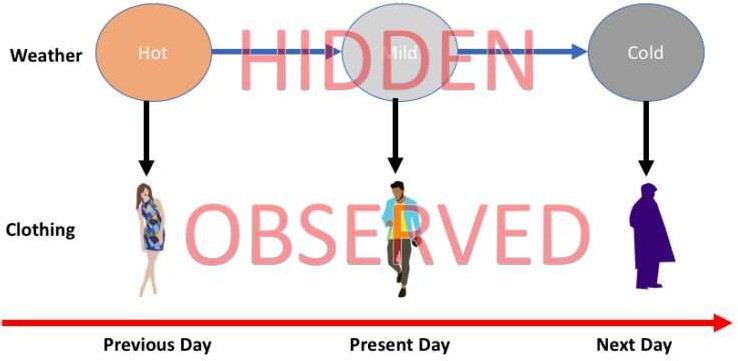 Weather
Hot
Mild
Cold
HIDDEN
Clothing
OBSERVED
Previous Day
Present Day
Next Day